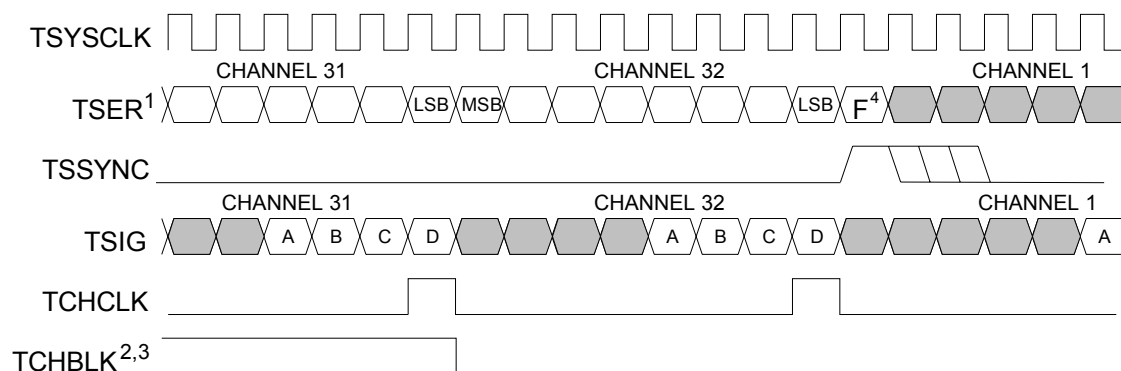 TSYSCLK
CHANNEL 31 CHANNEL 32 CHANNEL 1
TSER1 LSB MSB LSB F4
TSSYNC
CHANNEL 31 CHANNEL 32 CHANNEL 1
TSIG A B C D A B C D A
TCHCLK
TCHBLK2,3